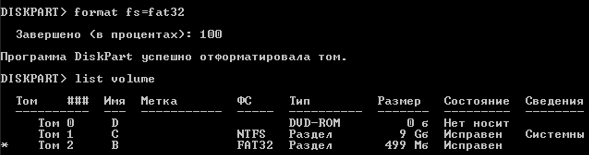 DISKPART> format fs=fat32
Завершено (в процентах): 100
Программа DiskPart успешно отформатировала том.
DISKPART> list volume
Том ### Имя Метка ФС Тип Размер Состояние Сведения
---------- --- ----------- ----- ---------- ------- --------- --------
Том 0 D DVD-ROM 0 б Нет носит
Том 1 C NTFS Раздел 9 Gб Исправен Системны
* Том 2 B FAT32 Раздел 499 Mб Исправен